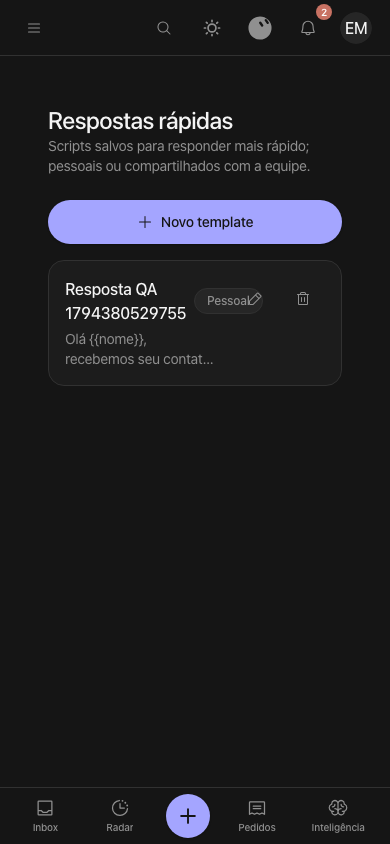 2
EM
Respostas rápidas
Scripts salvos para responder mais rápido;
pessoais ou compartilhados com a equipe.
Novo template
Resposta QA
1794380529755
Pessoal
Olá {{nome}},
recebemos seu contat...
Inbox
Radar
Pedidos
Inteligência